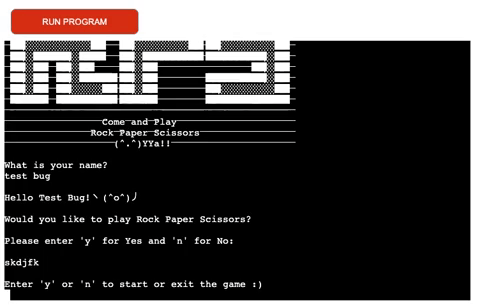 RUN PROGRAM
Come and Play
Rock Paper Scissors
(^.^)YYa!!
What is your name?
test bug
Hello Test Bug!ヽ(^o^)丿
Would you like to play Rock Paper Scissors?
Please enter 'y' for Yes and 'n' for No:
skdjfk
Enter 'y' or 'n' to start or exit the game :)